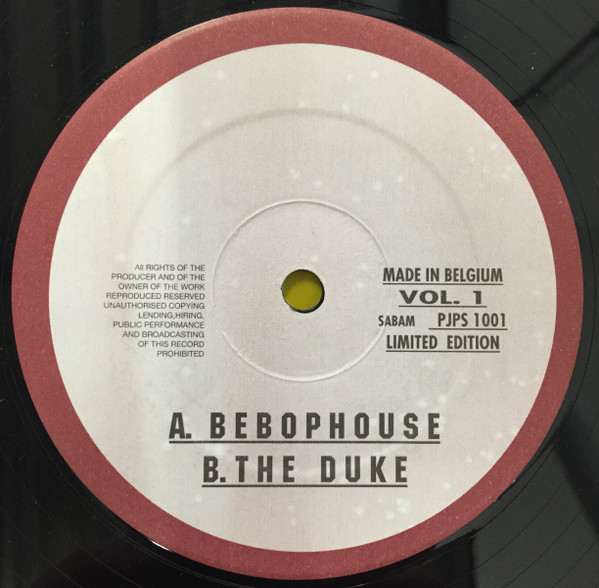 All RIGHTS OF THE
PRODUCER AND OF THE
OWNER OF THE WORK
REPRODUCED RESERVED
UNAUTHORISED COPYING
LENDING,HIRING,
PUBLIC PERFORMANCE
AND BROADCASTING
OF THIS RECORD
PROHIBITED
MADE IN BELGIUM
VOL. 1
SABAM PJPS 1001
LIMITED EDITION
A. BEBOPHOUSE
B. THE DUKE